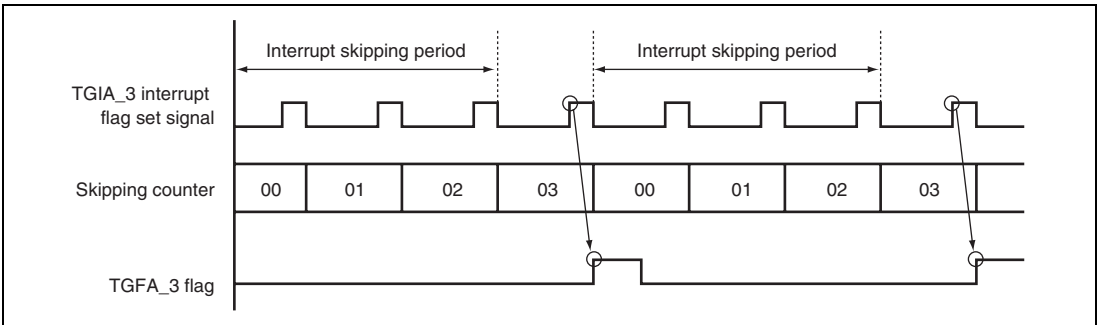 Interrupt skipping period Interrupt skipping period
TGIA_3 interrupt
flag set signal
Skipping counter 00 01 02 03 00 01 02 03
TGFA_3 flag